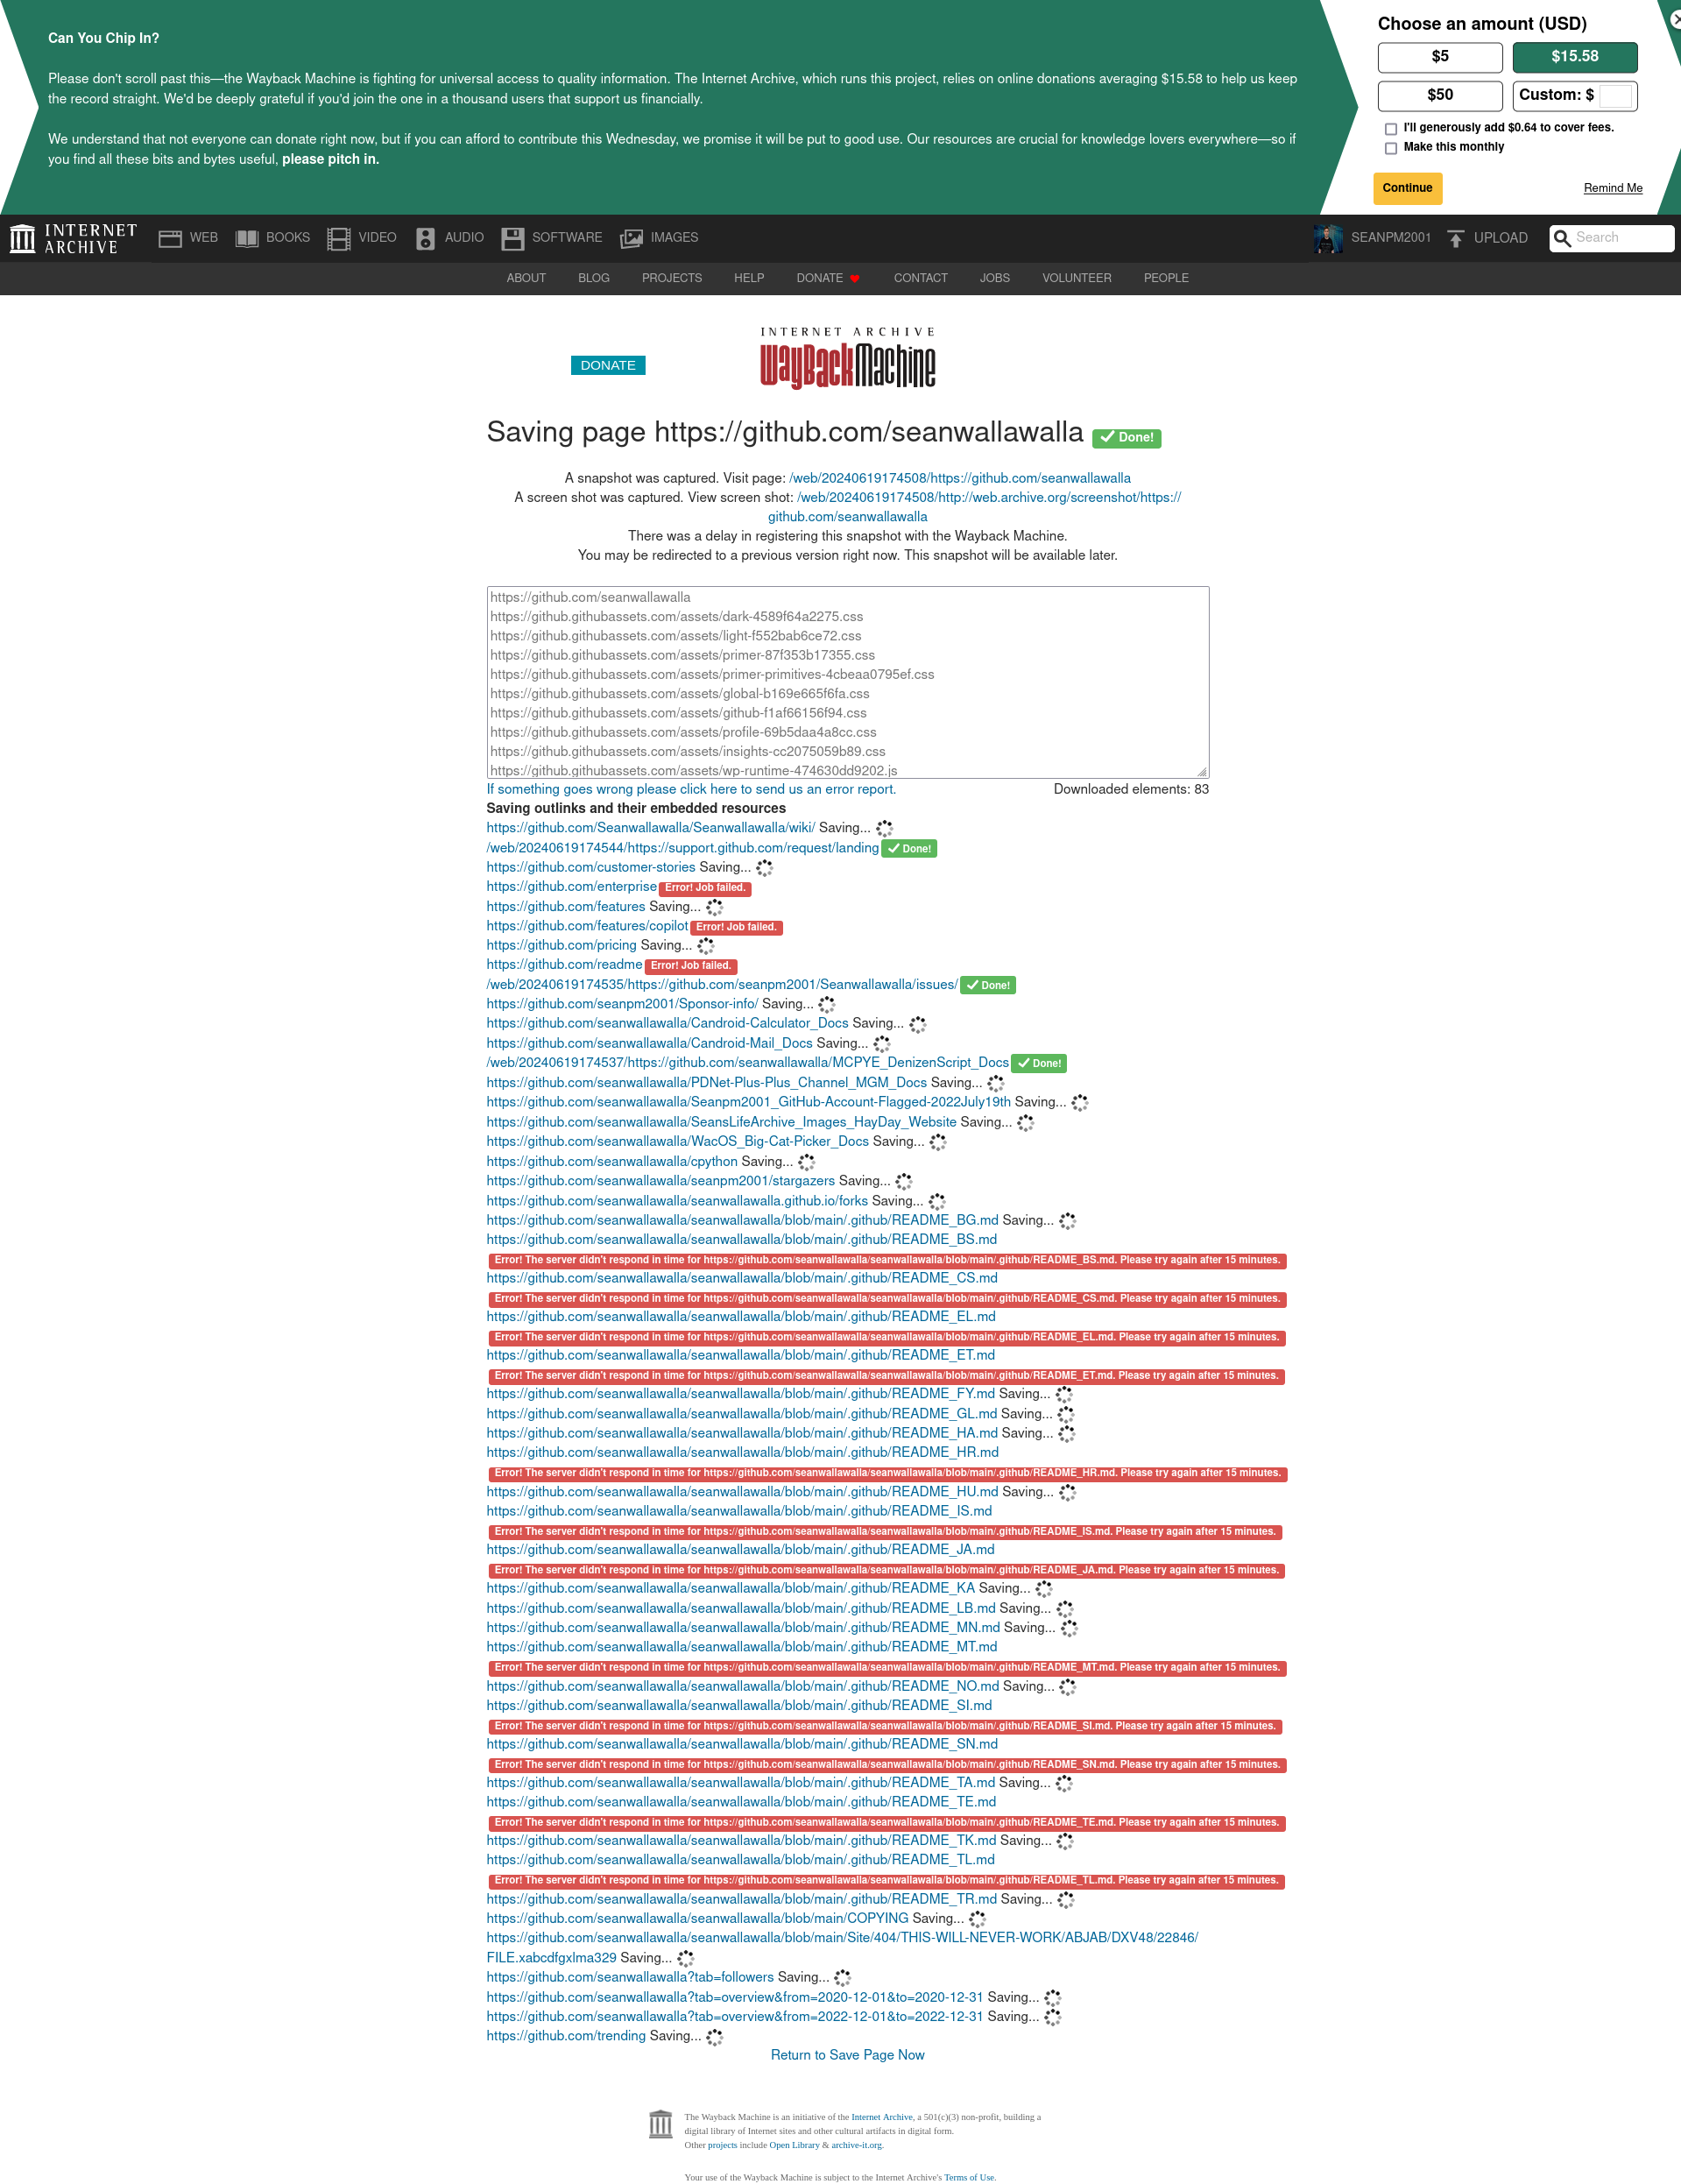 Can You Chip In?
Please don't scroll past this—the Wayback Machine is fighting for universal access to quality information. The Internet Archive, which runs this project, relies on online donations averaging $15.58 to help us keep
the record straight. We'd be deeply grateful if you'd join the one in a thousand users that support us financially.
We understand that not everyone can donate right now, but if you can afford to contribute this Wednesday, we promise it will be put to good use. Our resources are crucial for knowledge lovers everywhere—so if
you find all these bits and bytes useful, please pitch in.
Choose an amount (USD)
$5 $15.58
$50 Custom: $
I'll generously add $0.64 to cover fees.
Make this monthly
Continue Remind Me
INTERNET ARCHIVE WEB BOOKS VIDEO AUDIO SOFTWARE IMAGES SEANPM2001 UPLOAD Search
ABOUT BLOG PROJECTS HELP DONATE CONTACT JOBS VOLUNTEER PEOPLE
INTERNET ARCHIVE
DONATE WayBackMachine
Saving page https://github.com/seanwallawalla Done!
A snapshot was captured. Visit page: /web/20240619174508/https://github.com/seanwallawalla
A screen shot was captured. View screen shot: /web/20240619174508/http://web.archive.org/screenshot/https://
github.com/seanwallawalla
There was a delay in registering this snapshot with the Wayback Machine.
You may be redirected to a previous version right now. This snapshot will be available later.
https://github.com/seanwallawalla
https://github.githubassets.com/assets/dark-4589f64a2275.css
https://github.githubassets.com/assets/light-f552bab6ce72.css
https://github.githubassets.com/assets/primer-87f353b17355.css
https://github.githubassets.com/assets/primer-primitives-4cbeaa0795ef.css
https://github.githubassets.com/assets/global-b169e665f6fa.css
https://github.githubassets.com/assets/github-f1af66156f94.css
https://github.githubassets.com/assets/profile-69b5daa4a8cc.css
https://github.githubassets.com/assets/insights-cc2075059b89.css
https://github.githubassets.com/assets/wp-runtime-474630dd9202.js
If something goes wrong please click here to send us an error report. Downloaded elements: 83
Saving outlinks and their embedded resources
https://github.com/Seanwallawalla/Seanwallawalla/wiki/ Saving...
/web/20240619174544/https://support.github.com/request/landing Done!
https://github.com/customer-stories Saving...
https://github.com/enterprise Error! Job failed.
https://github.com/features Saving...
https://github.com/features/copilot Error! Job failed.
https://github.com/pricing Saving...
https://github.com/readme Error! Job failed.
/web/20240619174535/https://github.com/seanpm2001/Seanwallawalla/issues/ Done!
https://github.com/seanpm2001/Sponsor-info/ Saving...
https://github.com/seanwallawalla/Candroid-Calculator_Docs Saving...
https://github.com/seanwallawalla/Candroid-Mail_Docs Saving...
/web/20240619174537/https://github.com/seanwallawalla/MCPYE_DenizenScript_Docs Done!
https://github.com/seanwallawalla/PDNet-Plus-Plus_Channel_MGM_Docs Saving...
https://github.com/seanwallawalla/Seanpm2001_GitHub-Account-Flagged-2022July19th Saving...
https://github.com/seanwallawalla/SeansLifeArchive_Images_HayDay_Website Saving...
https://github.com/seanwallawalla/WacOS_Big-Cat-Picker_Docs Saving...
https://github.com/seanwallawalla/cpython Saving...
https://github.com/seanwallawalla/seanpm2001/stargazers Saving...
https://github.com/seanwallawalla/seanwallawalla.github.io/forks Saving...
https://github.com/seanwallawalla/seanwallawalla/blob/main/.github/README_BG.md Saving...
https://github.com/seanwallawalla/seanwallawalla/blob/main/.github/README_BS.md
Error! The server didn't respond in time for https://github.com/seanwallawalla/seanwallawalla/blob/main/.github/README_BS.md. Please try again after 15 minutes.
https://github.com/seanwallawalla/seanwallawalla/blob/main/.github/README_CS.md
Error! The server didn't respond in time for https://github.com/seanwallawalla/seanwallawalla/blob/main/.github/README_CS.md. Please try again after 15 minutes.
https://github.com/seanwallawalla/seanwallawalla/blob/main/.github/README_EL.md
Error! The server didn't respond in time for https://github.com/seanwallawalla/seanwallawalla/blob/main/.github/README_EL.md. Please try again after 15 minutes.
https://github.com/seanwallawalla/seanwallawalla/blob/main/.github/README_ET.md
Error! The server didn't respond in time for https://github.com/seanwallawalla/seanwallawalla/blob/main/.github/README_ET.md. Please try again after 15 minutes.
https://github.com/seanwallawalla/seanwallawalla/blob/main/.github/README_FY.md Saving...
https://github.com/seanwallawalla/seanwallawalla/blob/main/.github/README_GL.md Saving...
https://github.com/seanwallawalla/seanwallawalla/blob/main/.github/README_HA.md Saving...
https://github.com/seanwallawalla/seanwallawalla/blob/main/.github/README_HR.md
Error! The server didn't respond in time for https://github.com/seanwallawalla/seanwallawalla/blob/main/.github/README_HR.md. Please try again after 15 minutes.
https://github.com/seanwallawalla/seanwallawalla/blob/main/.github/README_HU.md Saving...
https://github.com/seanwallawalla/seanwallawalla/blob/main/.github/README_IS.md
Error! The server didn't respond in time for https://github.com/seanwallawalla/seanwallawalla/blob/main/.github/README_IS.md. Please try again after 15 minutes.
https://github.com/seanwallawalla/seanwallawalla/blob/main/.github/README_JA.md
Error! The server didn't respond in time for https://github.com/seanwallawalla/seanwallawalla/blob/main/.github/README_JA.md. Please try again after 15 minutes.
https://github.com/seanwallawalla/seanwallawalla/blob/main/.github/README_KA Saving...
https://github.com/seanwallawalla/seanwallawalla/blob/main/.github/README_LB.md Saving...
https://github.com/seanwallawalla/seanwallawalla/blob/main/.github/README_MN.md Saving...
https://github.com/seanwallawalla/seanwallawalla/blob/main/.github/README_MT.md
Error! The server didn't respond in time for https://github.com/seanwallawalla/seanwallawalla/blob/main/.github/README_MT.md. Please try again after 15 minutes.
https://github.com/seanwallawalla/seanwallawalla/blob/main/.github/README_NO.md Saving...
https://github.com/seanwallawalla/seanwallawalla/blob/main/.github/README_SI.md
Error! The server didn't respond in time for https://github.com/seanwallawalla/seanwallawalla/blob/main/.github/README_SI.md. Please try again after 15 minutes.
https://github.com/seanwallawalla/seanwallawalla/blob/main/.github/README_SN.md
Error! The server didn't respond in time for https://github.com/seanwallawalla/seanwallawalla/blob/main/.github/README_SN.md. Please try again after 15 minutes.
https://github.com/seanwallawalla/seanwallawalla/blob/main/.github/README_TA.md Saving...
https://github.com/seanwallawalla/seanwallawalla/blob/main/.github/README_TE.md
Error! The server didn't respond in time for https://github.com/seanwallawalla/seanwallawalla/blob/main/.github/README_TE.md. Please try again after 15 minutes.
https://github.com/seanwallawalla/seanwallawalla/blob/main/.github/README_TK.md Saving...
https://github.com/seanwallawalla/seanwallawalla/blob/main/.github/README_TL.md
Error! The server didn't respond in time for https://github.com/seanwallawalla/seanwallawalla/blob/main/.github/README_TL.md. Please try again after 15 minutes.
https://github.com/seanwallawalla/seanwallawalla/blob/main/.github/README_TR.md Saving...
https://github.com/seanwallawalla/seanwallawalla/blob/main/COPYING Saving...
https://github.com/seanwallawalla/seanwallawalla/blob/main/Site/404/THIS-WILL-NEVER-WORK/ABJAB/DXV48/22846/
FILE.xabcdfgxlma329 Saving...
https://github.com/seanwallawalla?tab=followers Saving...
https://github.com/seanwallawalla?tab=overview&from=2020-12-01&to=2020-12-31 Saving...
https://github.com/seanwallawalla?tab=overview&from=2022-12-01&to=2022-12-31 Saving...
https://github.com/trending Saving...
Return to Save Page Now
The Wayback Machine is an initiative of the Internet Archive, a 501(c)(3) non-profit, building a
digital library of Internet sites and other cultural artifacts in digital form.
Other projects include Open Library & archive-it.org.
Your use of the Wayback Machine is subject to the Internet Archive's Terms of Use.